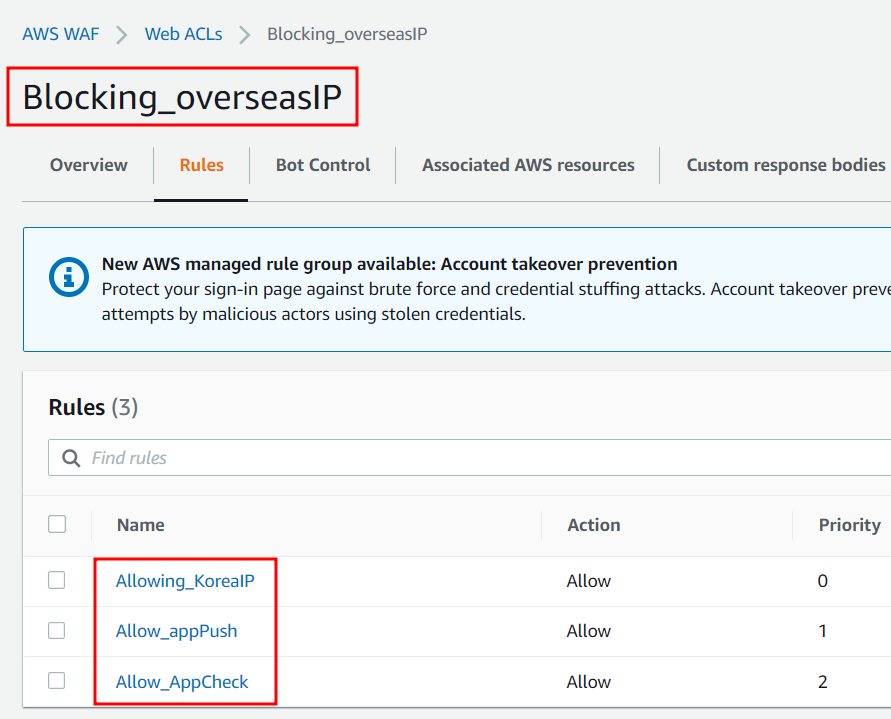 AWS WAF > Web ACLs > Blocking_overseasIP
Blocking_overseasIP
Overview Rules Bot Control Associated AWS resources Custom response bodies
New AWS managed rule group available: Account takeover prevention
Protect your sign-in page against brute force and credential stuffing attacks. Account takeover preve
attempts by malicious actors using stolen credentials.
Rules (3)
Find rules
Name Action Priority
Allowing_KoreaIP Allow 0
Allow_appPush Allow 1
Allow_AppCheck Allow 2